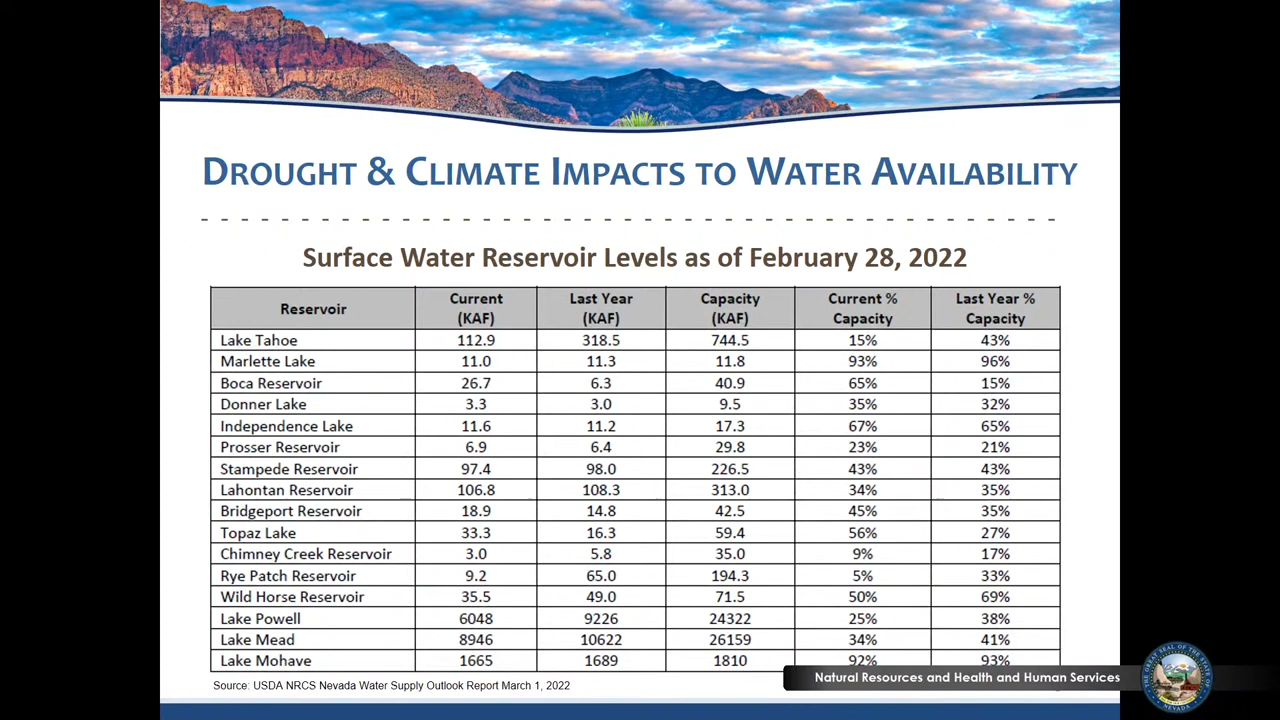 DROUGHT & CLIMATE IMPACTS TO WATER AVAILABILITY
Surface Water Reservoir Levels as of February 28, 2022
Reservoir Current (KAF) Last Year (KAF) Capacity (KAF) Current % Capacity Last Year % Capacity
Lake Tahoe 112.9 318.5 744.5 15% 43%
Marlette Lake 11.0 11.3 11.8 93% 96%
Boca Reservoir 26.7 6.3 40.9 65% 15%
Donner Lake 3.3 3.0 9.5 35% 32%
Independence Lake 11.6 11.2 17.3 67% 65%
Prosser Reservoir 6.9 6.4 29.8 23% 21%
Stampede Reservoir 97.4 98.0 226.5 43% 43%
Lahontan Reservoir 106.8 108.3 313.0 34% 35%
Bridgeport Reservoir 18.9 14.8 42.5 45% 35%
Topaz Lake 33.3 16.3 59.4 56% 27%
Chimney Creek Reservoir 3.0 5.8 35.0 9% 17%
Rye Patch Reservoir 9.2 65.0 194.3 5% 33%
Wild Horse Reservoir 35.5 49.0 71.5 50% 69%
Lake Powell 6048 9226 24322 25% 38%
Lake Mead 8946 10622 26159 34% 41%
Lake Mohave 1665 1689 1810 92% 93%
Source: USDA NRCS Nevada Water Supply Outlook Report March 1, 2022
Natural Resources and Health and Human Services
THE GREAT SEAL OF THE STATE OF NEVADA